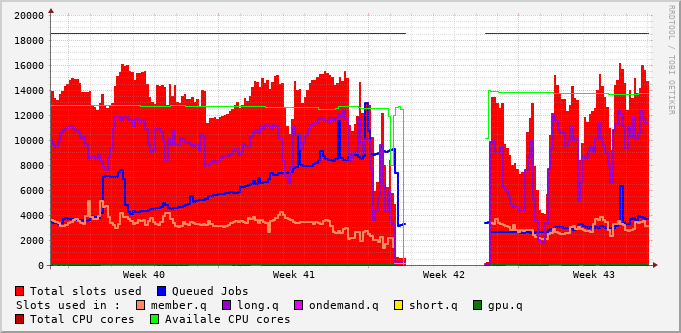 20000
18000
16000
14000
12000
10000
8000
6000
4000
2000
0
RRDTOOL / TOBI OETIKER
Week 40 Week 41 Week 42 Week 43
Total slots used Queued Jobs
Slots used in : member.q long.q ondemand.q short.q gpu.q
Total CPU cores Availale CPU cores